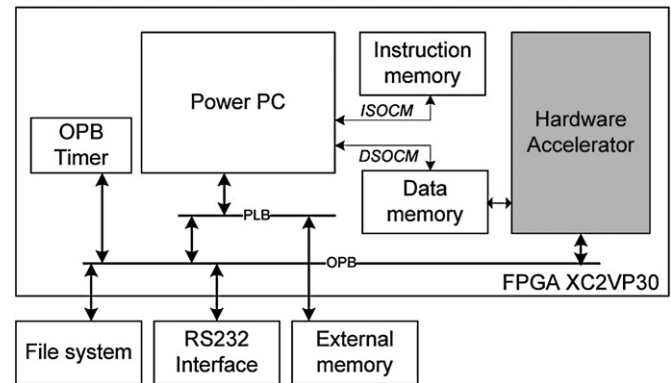 Power PC
Instruction
memory
Hardware
Accelerator
ISOCM
OPB
Timer
DSOCM
Data
memory
PLB
OPB
FPGA XC2VP30
File system
RS232
Interface
External
memory